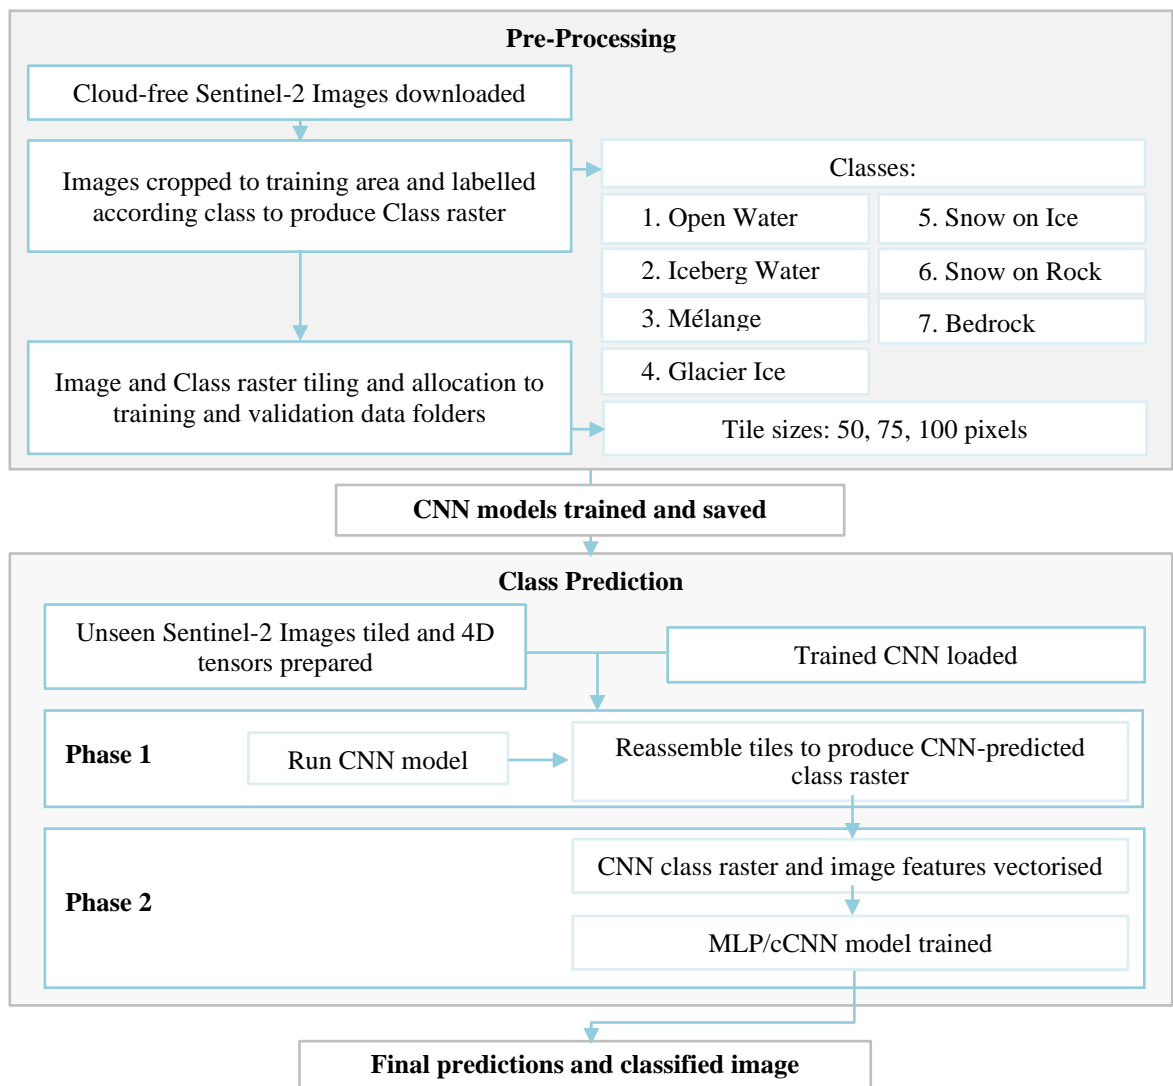 Pre-Processing
Cloud-free Sentinel-2 Images downloaded
Images cropped to training area and labelled
according class to produce Class raster
Classes:
1. Open Water
5. Snow on Ice
2. Iceberg Water
6. Snow on Rock
3. Mélange
7. Bedrock
4. Glacier Ice
Image and Class raster tiling and allocation to
training and validation data folders
Tile sizes: 50, 75, 100 pixels
CNN models trained and saved
Class Prediction
Unseen Sentinel-2 Images tiled and 4D
tensors prepared
Trained CNN loaded
Phase 1
Run CNN model
Reassemble tiles to produce CNN-predicted
class raster
Phase 2
CNN class raster and image features vectorised
MLP/cCNN model trained
Final predictions and classified image